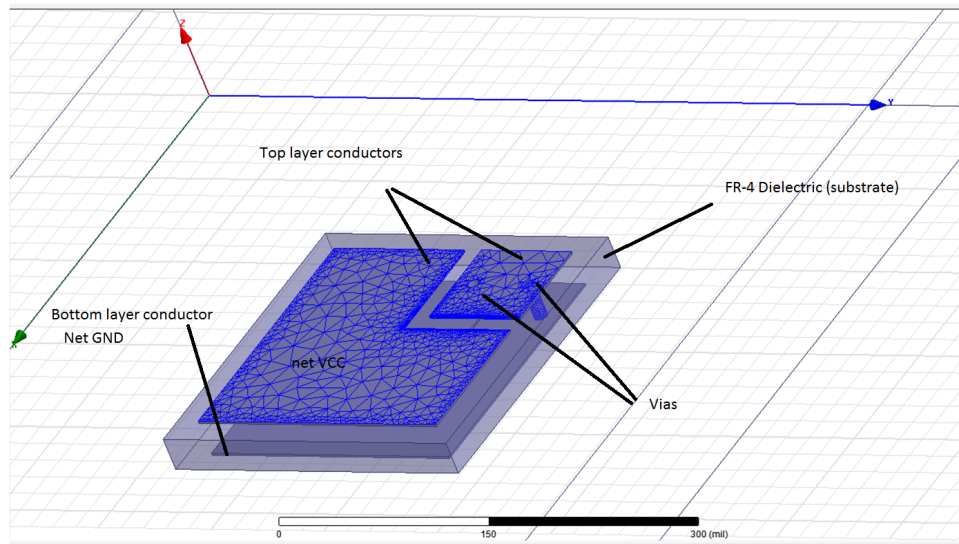 Z
Y
Top layer conductors
FR-4 Dielectric (substrate)
Bottom layer conductor
Net GND
X
net VCC
Vias
0
150
300 (mil)